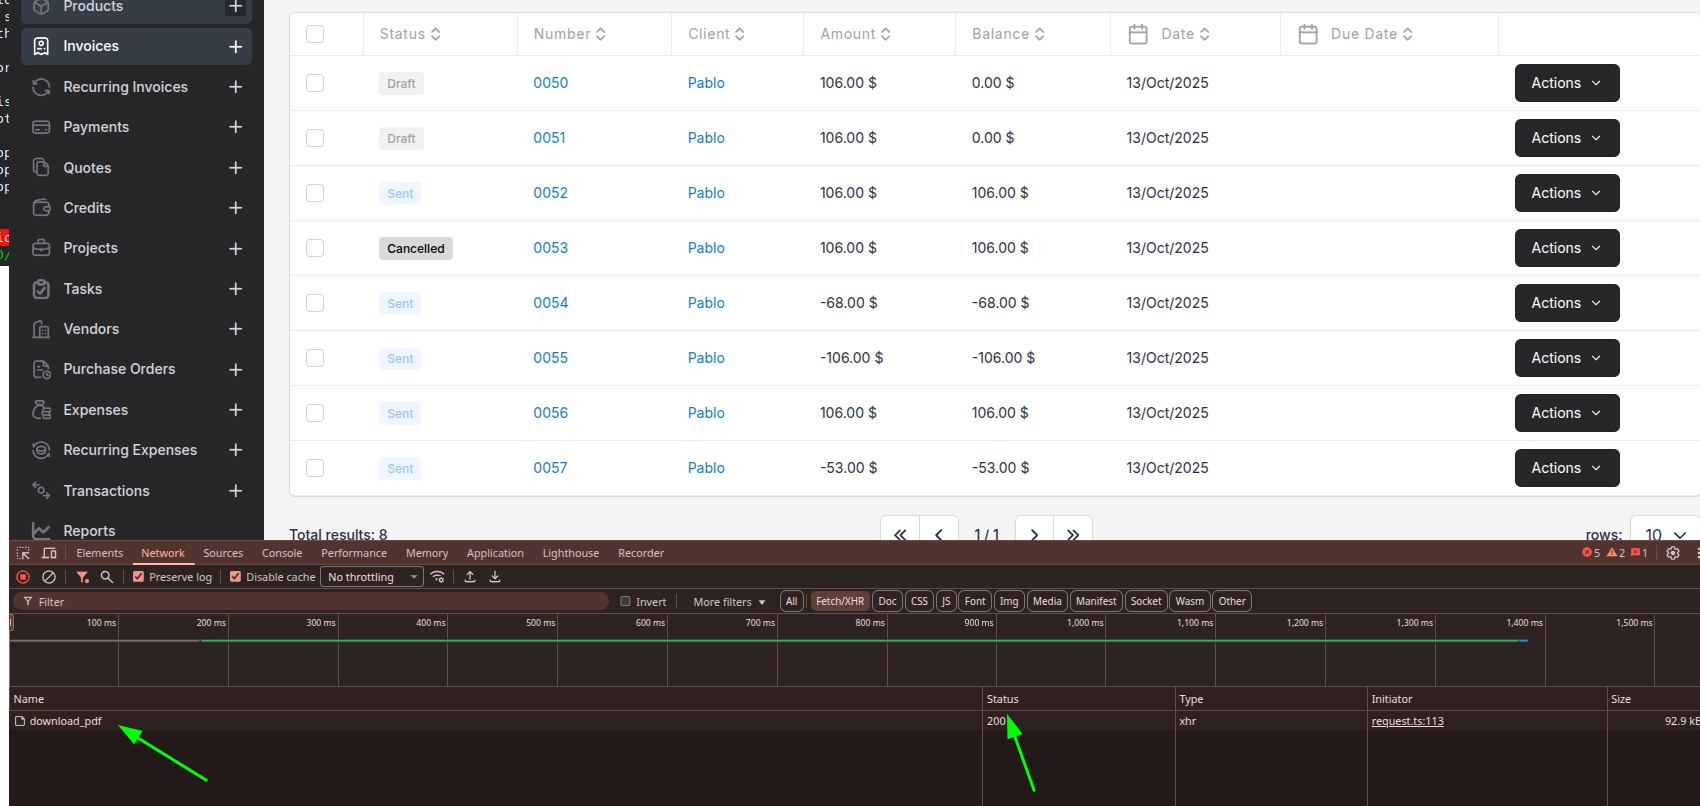 Products +
Invoices +
Recurring Invoices +
Payments +
Quotes +
Credits +
Projects +
Tasks +
Vendors +
Purchase Orders +
Expenses +
Recurring Expenses +
Transactions +
Reports
Status Number Client Amount Balance Date Due Date
Draft 0050 Pablo 106.00 $ 0.00 $ 13/Oct/2025 Actions
Draft 0051 Pablo 106.00 $ 0.00 $ 13/Oct/2025 Actions
Sent 0052 Pablo 106.00 $ 106.00 $ 13/Oct/2025 Actions
Cancelled 0053 Pablo 106.00 $ 106.00 $ 13/Oct/2025 Actions
Sent 0054 Pablo -68.00 $ -68.00 $ 13/Oct/2025 Actions
Sent 0055 Pablo -106.00 $ -106.00 $ 13/Oct/2025 Actions
Sent 0056 Pablo 106.00 $ 106.00 $ 13/Oct/2025 Actions
Sent 0057 Pablo -53.00 $ -53.00 $ 13/Oct/2025 Actions
Total results: 8 « ‹ 1/1 › » rows: 10
Elements Network Sources Console Performance Memory Application Lighthouse Recorder 5 2 1
Preserve log Disable cache No throttling
Filter Invert More filters All Fetch/XHR Doc CSS JS Font Img Media Manifest Socket Wasm Other
100 ms 200 ms 300 ms 400 ms 500 ms 600 ms 700 ms 800 ms 900 ms 1,000 ms 1,100 ms 1,200 ms 1,300 ms 1,400 ms 1,500 ms
Name Status Type Initiator Size
download_pdf 200 xhr request.ts:113 92.9 kB